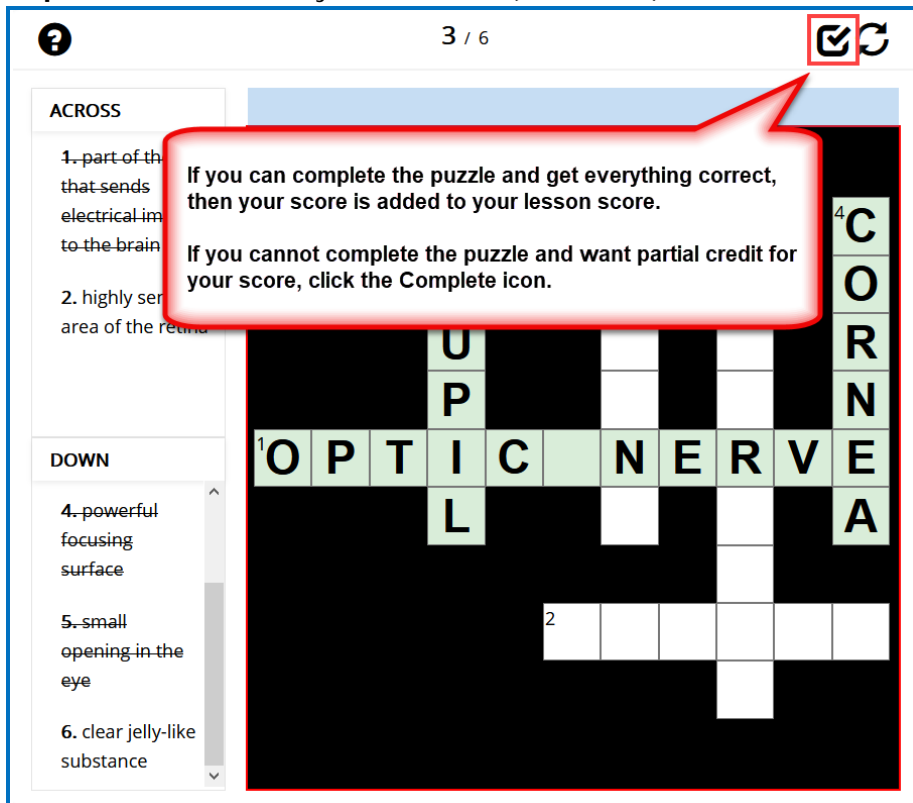 3 / 6
ACROSS
1. part of th
that sends
electrical im
to the brain
2. highly ser
area of the retina
If you can complete the puzzle and get everything correct,
then your score is added to your lesson score.
If you cannot complete the puzzle and want partial credit for
your score, click the Complete icon.
4 C
O
R
N
U
P
1 O P T I C N E R V E
L
A
2
DOWN
4. powerful
focusing
surface
5. small
opening in the
eye
6. clear jelly-like
substance